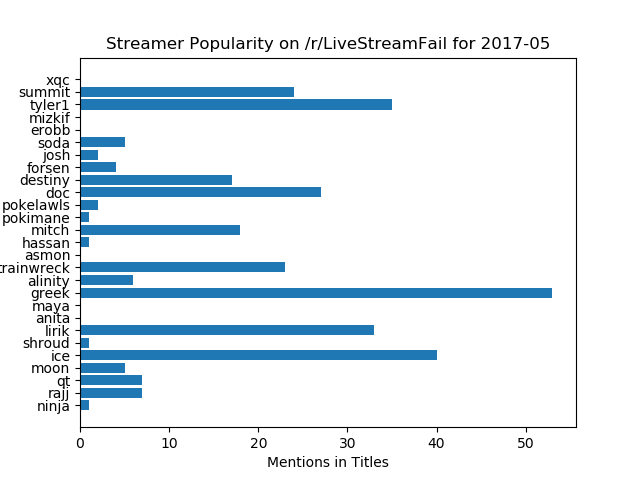 Streamer Popularity on /r/LiveStreamFail for 2017-05
xqc
summit
tyler1
mizkif
erobb
soda
josh
forsen
destiny
doc
pokelawls
pokimane
mitch
hassan
asmon
trainwreck
alinity
greek
maya
anita
lirik
shroud
ice
moon
qt
rajj
ninja
0 10 20 30 40 50
Mentions in Titles